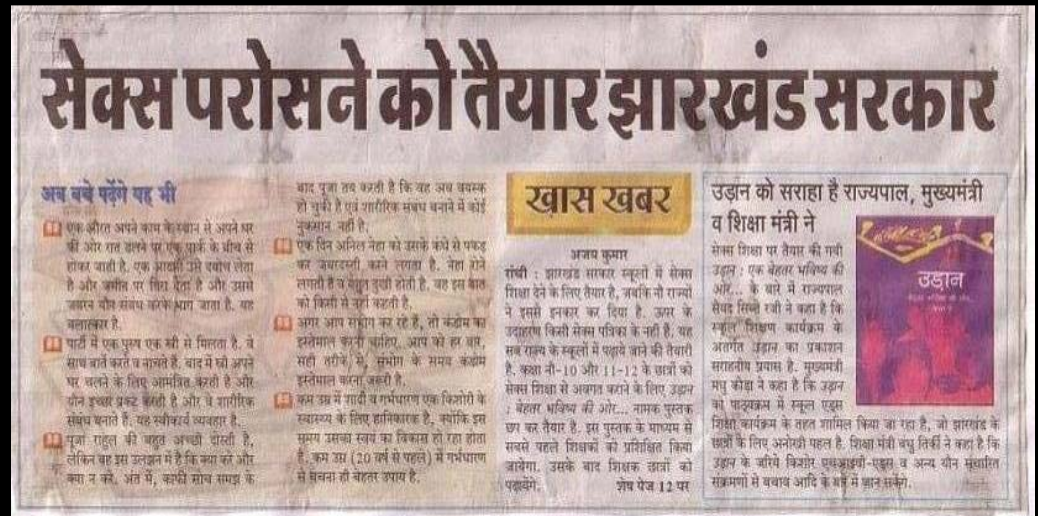 सेक्स परोसने को तैयार झारखंड सरकार
अब बच्चे पढ़ेंगे यह भी
एक औरत अपने काम के स्थान से अपने घर
की ओर रात ढलने पर एक पार्क के बीच से
होकर जाती है. एक आदमी उसे दबोच लेता
है और जमीन पर गिरा देता है और उससे
जबरन यौन संबंध करके भाग जाता है. यह
बलात्कार है.
पार्टी में एक पुरुष एक स्त्री से मिलता है. वे
साथ बातें करते व नाचते हैं. बाद में स्त्री अपने
घर चलने के लिए आमंत्रित करती है और
यौन इच्छा प्रकट करती है और वे शारीरिक
संबंध बनाते हैं. यह स्वीकार्य व्यवहार है.
पूजा राहुल की बहुत अच्छी दोस्ती है,
लेकिन वह इस उलझन में है कि क्या करे और
क्या न करे. अंत में, काफी सोच समझ के
बाद पूजा तय करती है कि वह अब वयस्क
हो चुकी है एवं शारीरिक संबंध बनाने में कोई
नुकसान नहीं है.
एक दिन अनिल नेहा को उसके कंधे से पकड़
कर जबरदस्ती करने लगता है. नेहा रोने
लगती है व बहुत दुखी होती है. वह इस बात
को किसी से नहीं कहती है.
अगर आप संभोग कर रहे हैं, तो कंडोम का
इस्तेमाल करना चाहिए. आप को हर बार,
सही तरीके से, संभोग के समय कंडोम
इस्तेमाल करना जरूरी है.
कम उम्र में शादी व गर्भधारण एक किशोरी के
स्वास्थ्य के लिए हानिकारक है, क्योंकि इस
समय उसका स्वयं का विकास हो रहा होता
है. कम उम्र (20 वर्ष से पहले) में गर्भधारण
से बचना ही बेहतर उपाय है.
खास खबर
अजय कुमार
रांची : झारखंड सरकार स्कूलों में सेक्स
शिक्षा देने के लिए तैयार है, जबकि नौ राज्यों
ने इससे इनकार कर दिया है. ऊपर के
उदाहरण किसी सेक्स पत्रिका के नहीं हैं. यह
सब राज्य के स्कूलों में पढ़ाये जाने की तैयारी
है. कक्षा नौ-10 और 11-12 के छात्रों को
सेक्स शिक्षा से अवगत कराने के लिए उड़ान
: बेहतर भविष्य की ओर... नामक पुस्तक
छप कर तैयार है. इस पुस्तक के माध्यम से
सबसे पहले शिक्षकों को प्रशिक्षित किया
जायेगा. उसके बाद शिक्षक छात्रों को
पढ़ायेंगे. शेष पेज 12 पर
उड़ान को सराहा है राज्यपाल, मुख्यमंत्री
व शिक्षा मंत्री ने
सेक्स शिक्षा पर तैयार की गयी
उड़ान : एक बेहतर भविष्य की
ओर... के बारे में राज्यपाल
सैयद सिब्ते रजी ने कहा है कि
स्कूल शिक्षण कार्यक्रम के
अंतर्गत उड़ान का प्रकाशन
सराहनीय प्रयास है. मुख्यमंत्री
मधु कोड़ा ने कहा है कि उड़ान
को पाठ्यक्रम में स्कूल एड्स
शिक्षा कार्यक्रम के तहत शामिल किया जा रहा है, जो झारखंड के
छात्रों के लिए अनोखी पहल है. शिक्षा मंत्री बंधु तिर्की ने कहा है कि
उड़ान के जरिये किशोर एचआइवी-एड्स व अन्य यौन संचारित
संक्रमणों से बचाव आदि के बारे में जान सकेंगे.
उड़ान